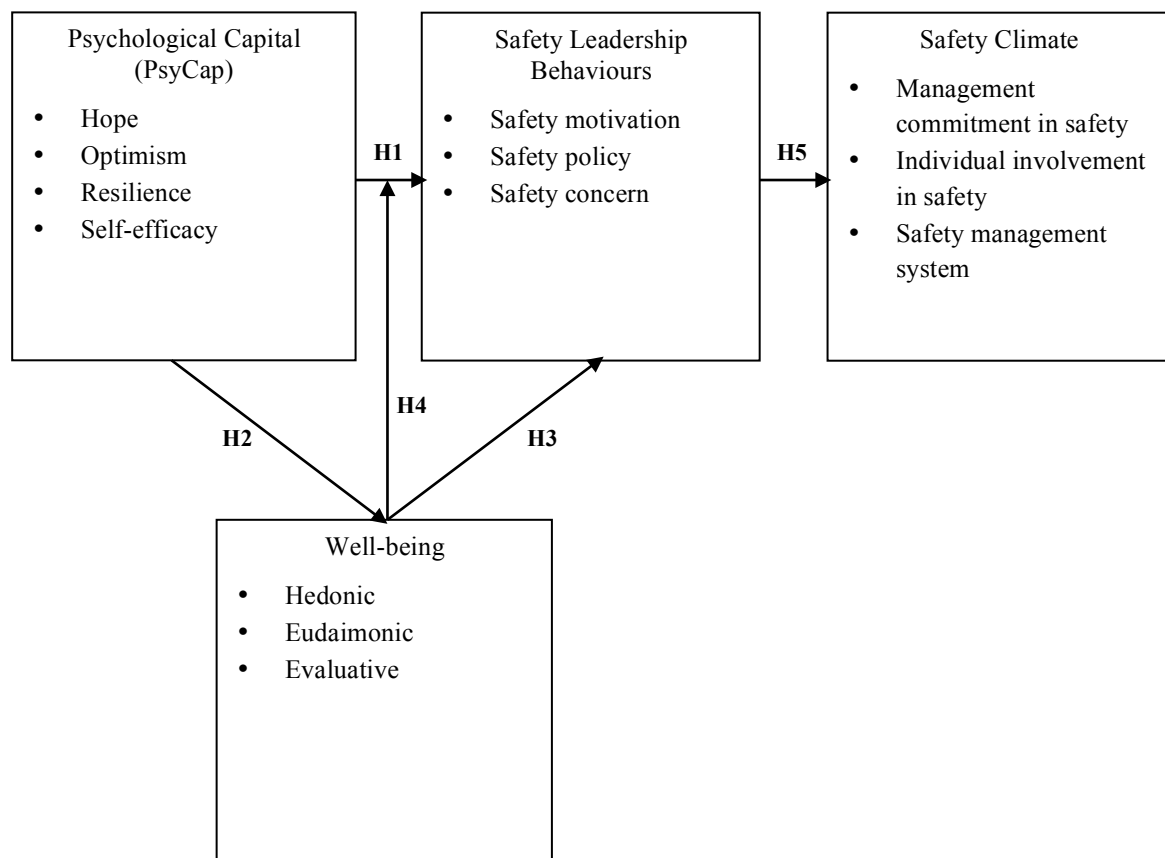 Psychological Capital
(PsyCap)
• Hope
• Optimism
• Resilience
• Self-efficacy
H1
Safety Leadership
Behaviours
• Safety motivation
• Safety policy
• Safety concern
H5
Safety Climate
• Management
commitment in safety
• Individual involvement
in safety
• Safety management
system
H2
H4
H3
Well-being
• Hedonic
• Eudaimonic
• Evaluative